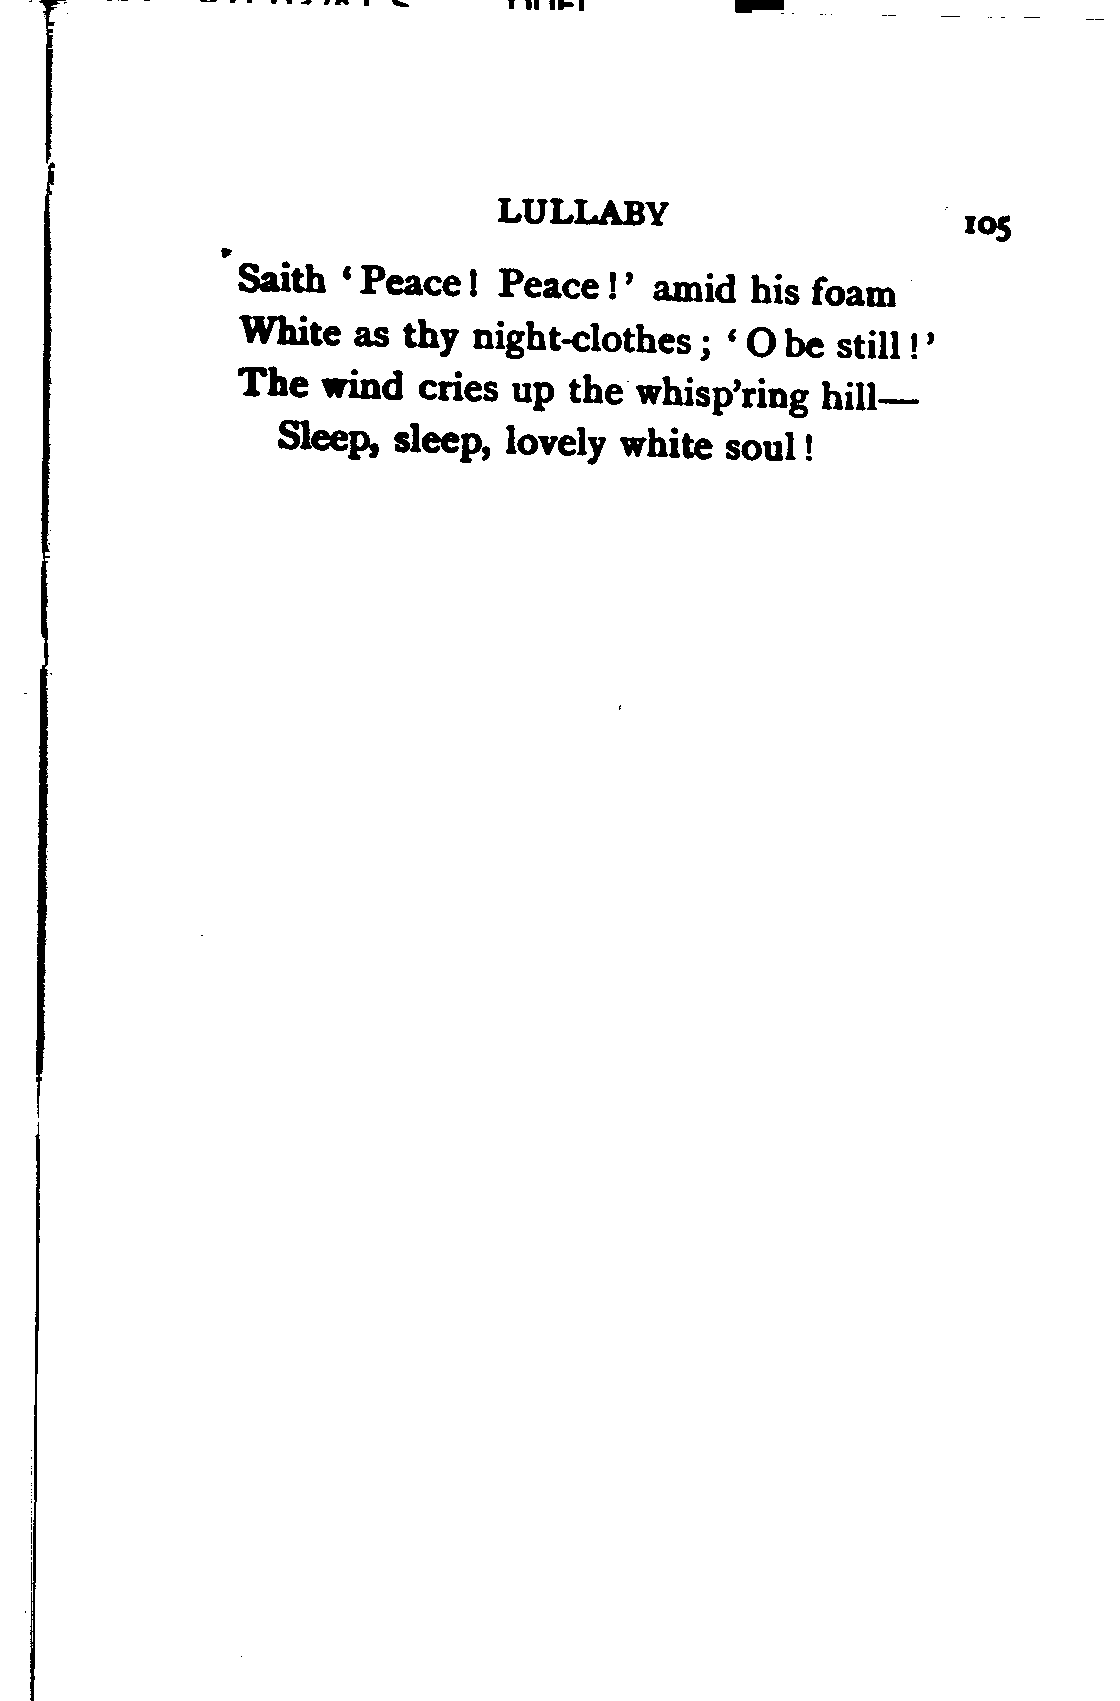 LULLABY 105
Saith ‘Peace! Peace!’ amid his foam
White as thy night-clothes; ‘O be still!’
The wind cries up the whisp’ring hill—
Sleep, sleep, lovely white soul!